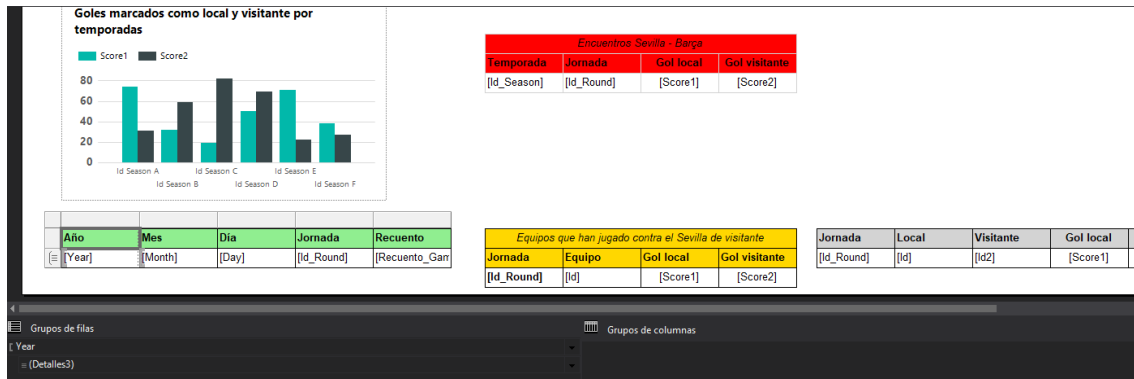 Goles marcados como local y visitante por
temporadas
Score1 Score2
80
60
40
20
0
Id Season A Id Season C Id Season E
Id Season B Id Season D Id Season F
Encuentros Sevilla - Barça
Temporada Jornada Gol local Gol visitante
[Id_Season] [Id_Round] [Score1] [Score2]
Año Mes Día Jornada Recuento
[Year] [Month] [Day] [Id_Round] [Recuento_Gam
Equipos que han jugado contra el Sevilla de visitante
Jornada Equipo Gol local Gol visitante
[Id_Round] [Id] [Score1] [Score2]
Jornada Local Visitante Gol local
[Id_Round] [Id] [Id2] [Score1]
Grupos de filas Grupos de columnas
[ Year
(Detalles3)